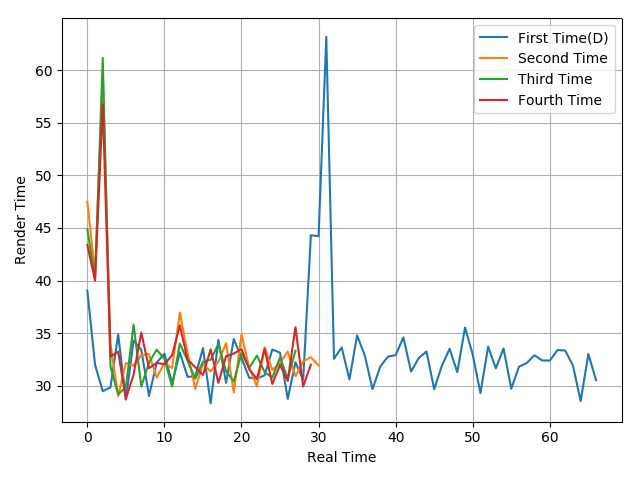 First Time(D)
Second Time
Third Time
Fourth Time
Render Time
60
55
50
45
40
35
30
0 10 20 30 40 50 60
Real Time